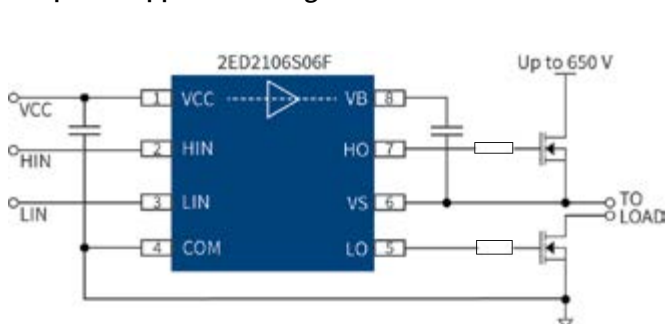 2ED2106S06F
Up to 650 V
VCC
1 VCC VB 8
HIN
2 HIN HO 7
LIN
3 LIN VS 6
TO
LOAD
4 COM LO 5